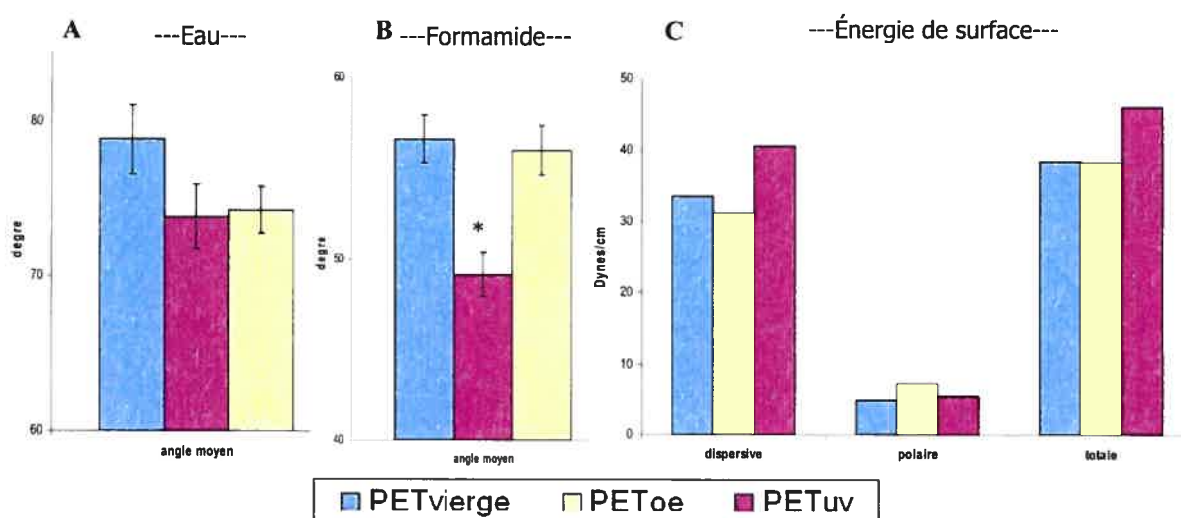 A ---Eau---
80
70
60
degre
angle moyen
B ---Formamide---
60
50
40
degre
*
angle moyen
C ---Énergie de surface---
50
40
30
20
10
0
Dynes/cm
dispersive polaire totale
PETvierge PEToe PETuv